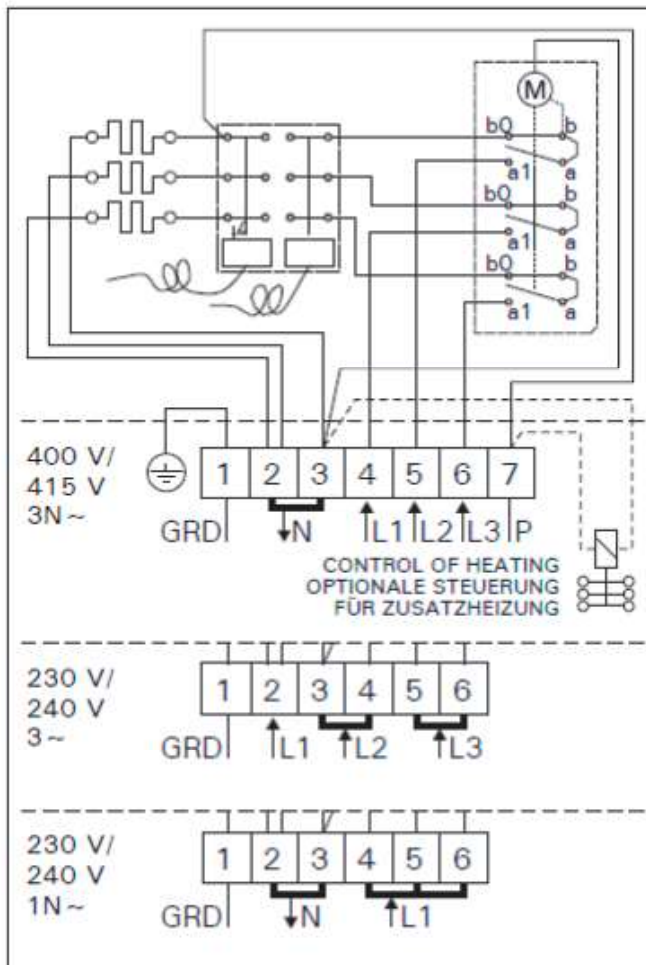 M
b0 b
a1 a
b0 b
a1 a
b0 b
a1 a
400 V/
415 V
3N~
1 2 3 4 5 6 7
GRD N L1 L2 L3 P
CONTROL OF HEATING
OPTIONALE STEUERUNG
FÜR ZUSATZHEIZUNG
230 V/
240 V
3~
1 2 3 4 5 6
GRD L1 L2 L3
230 V/
240 V
1N~
1 2 3 4 5 6
GRD N L1